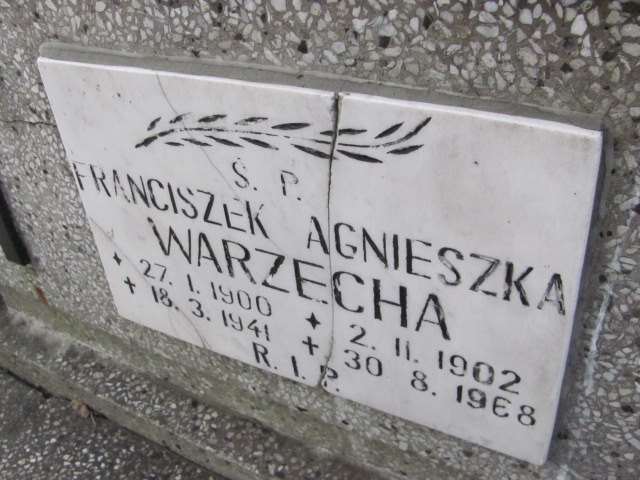 Ś. P.
FRANCISZEK AGNIESZKA
WARZECHA
✦ 27. 1. 1900 ✦ 2. 11. 1902
✝ 18. 3. 1941 ✝ 30 8. 1968
R. I. P.